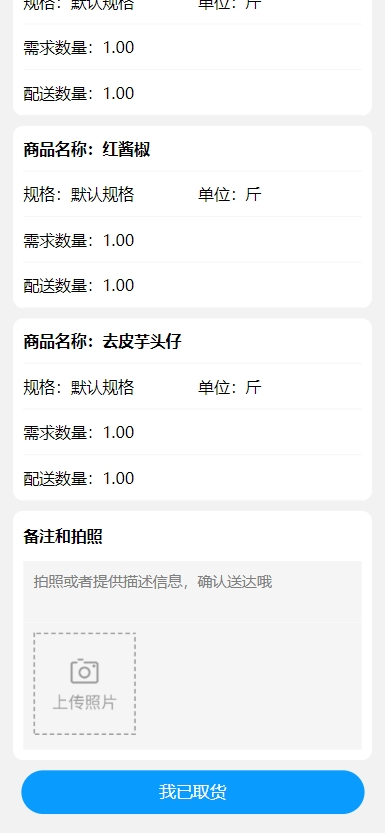 规格：默认规格 单位：斤
需求数量：1.00
配送数量：1.00
商品名称：红酱椒
规格：默认规格 单位：斤
需求数量：1.00
配送数量：1.00
商品名称：去皮芋头仔
规格：默认规格 单位：斤
需求数量：1.00
配送数量：1.00
备注和拍照
拍照或者提供描述信息，确认送达哦
上传照片
我已取货